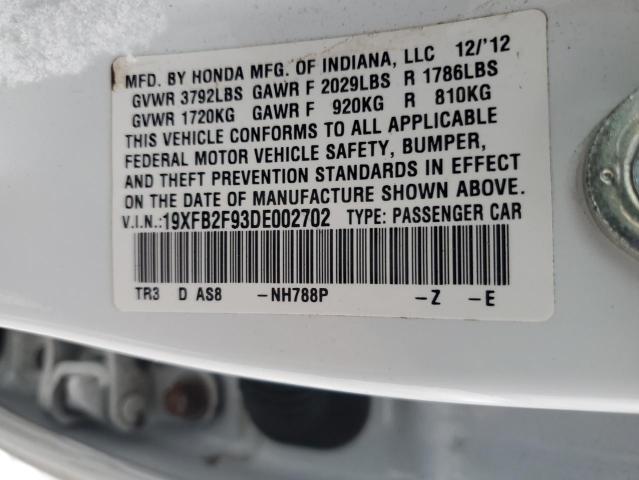 MFD. BY HONDA MFG. OF INDIANA, LLC 12/'12
GVWR 3792LBS GAWR F 2029LBS R 1786LBS
GVWR 1720KG GAWR F 920KG R 810KG
THIS VEHICLE CONFORMS TO ALL APPLICABLE
FEDERAL MOTOR VEHICLE SAFETY, BUMPER,
AND THEFT PREVENTION STANDARDS IN EFFECT
ON THE DATE OF MANUFACTURE SHOWN ABOVE.
V.I.N.:19XFB2F93DE002702 TYPE: PASSENGER CAR
TR3 D AS8 -NH788P -Z -E